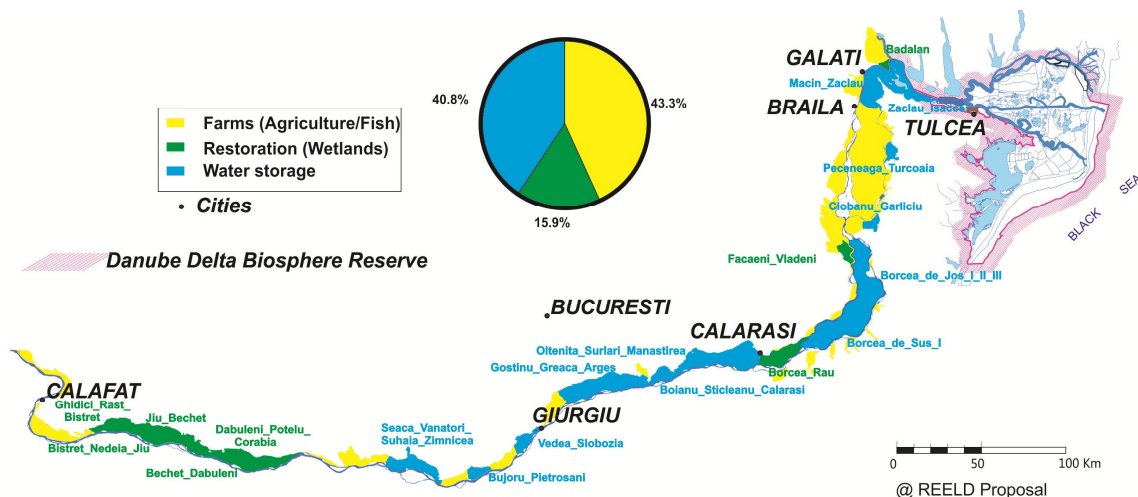 GALATI
Badalan
Macin_Zaclau
BRAILA
Zaclau_Isaccea
TULCEA
40.8%
43.3%
15.9%
Farms (Agriculture/Fish)
Restoration (Wetlands)
Water storage
Cities
Danube Delta Biosphere Reserve
Peceneaga_Turcoaia
Ciobanu_Garliciu
BLACK SEA
Facaeni_Vladeni
Borcea_de_Jos_I_II_III
BUCURESTI
CALARASI
Borcea_de_Sus_I
Oltenita_Surlari_Manastirea
Gostinu_Greaca_Arges
Borcea_Rau
Boianu_Sticleanu_Calarasi
CALAFAT
Ghidici_Rast_
Bistret
Jiu_Bechet
GIURGIU
Dabuleni_Potelu_
Corabia
Seaca_Vanatori_
Suhaia_Zimnicea
Bistret_Nedeia_Jiu
Vedea_Slobozia
Bechet_Dabuleni
Bujoru_Pietrosani
0 50 100 Km
@ REELD Proposal